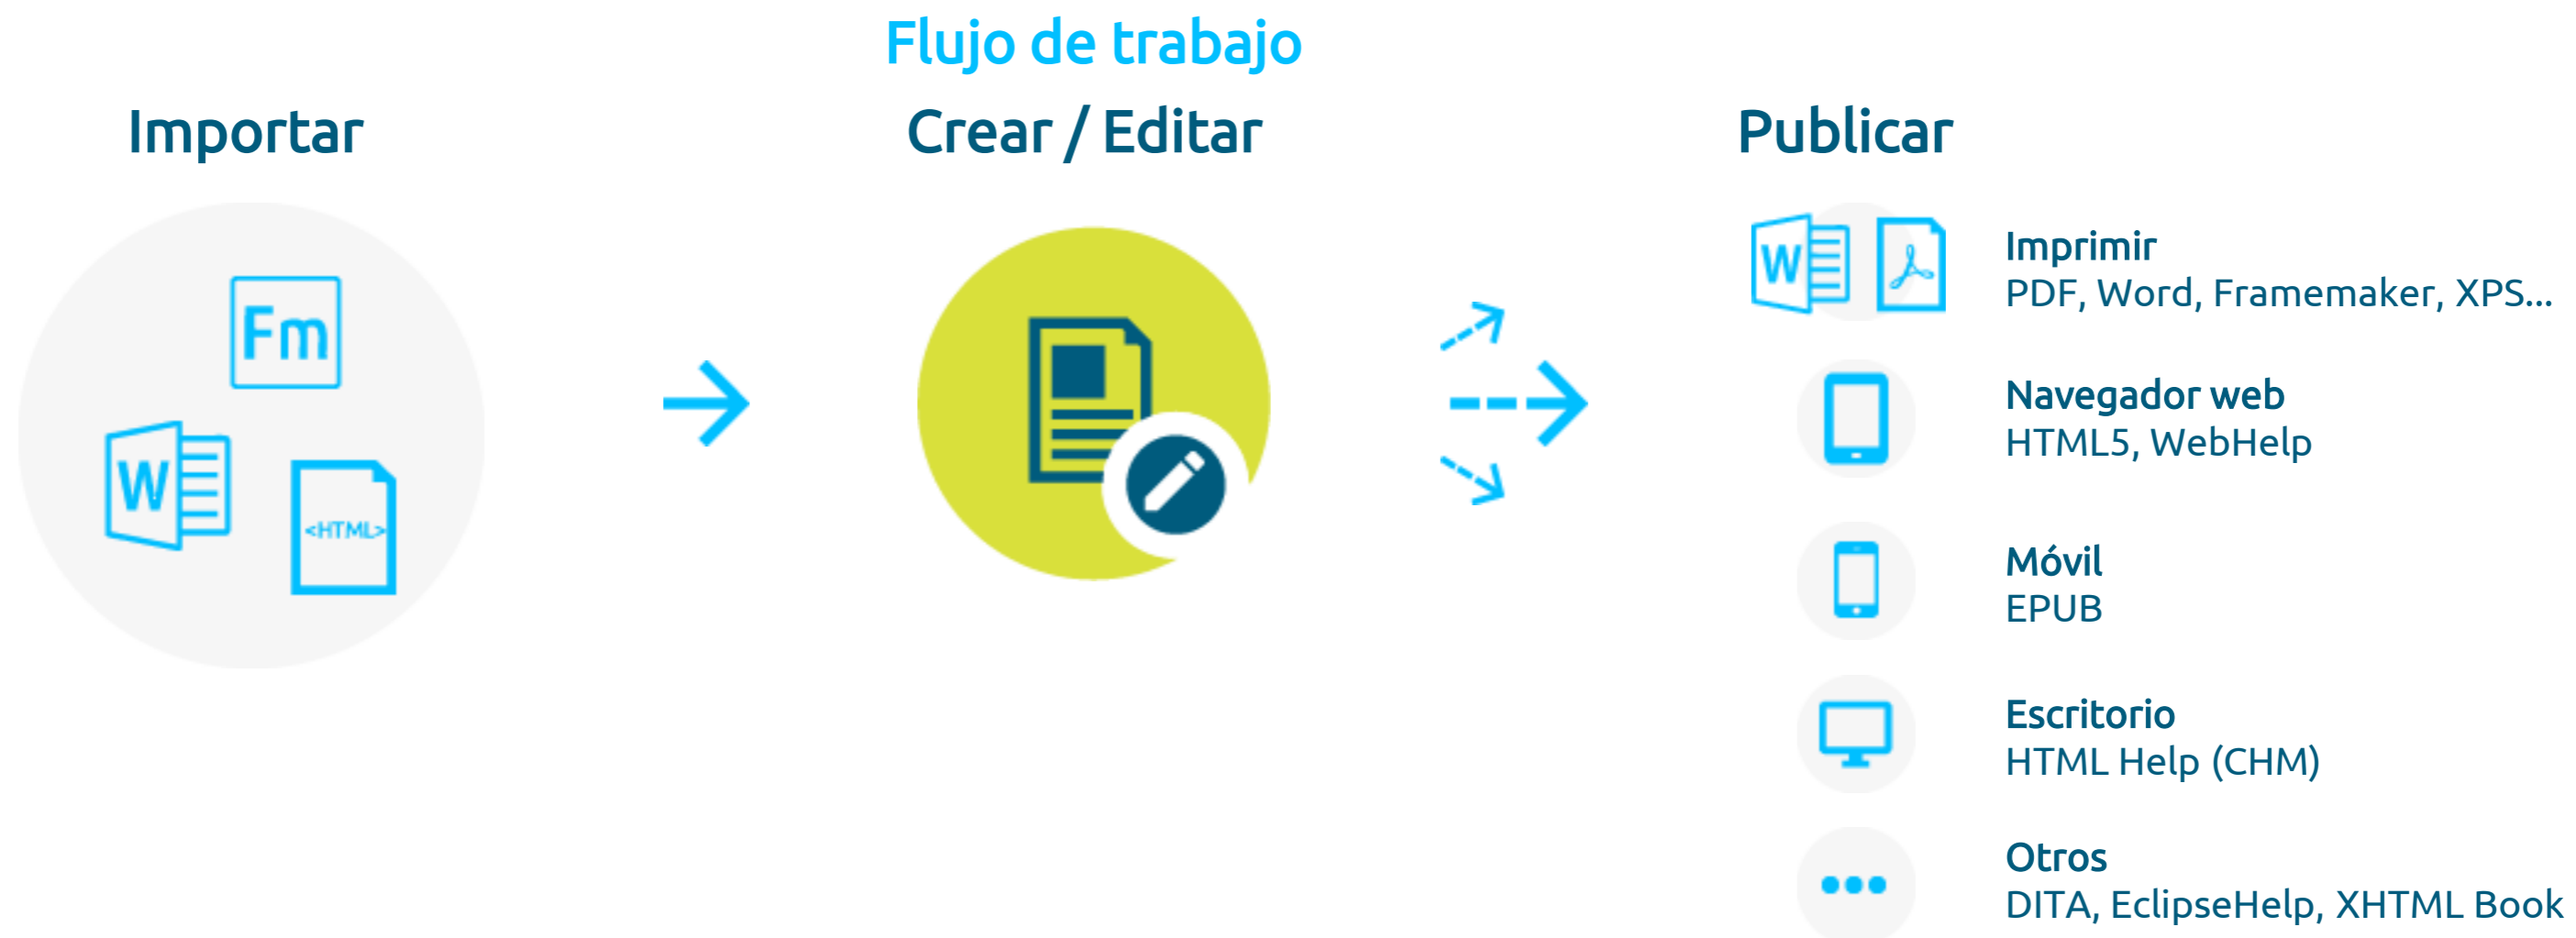 Flujo de trabajo
Importar
Crear / Editar
Publicar
Fm
W
<HTML>
W
Imprimir
PDF, Word, Framemaker, XPS...
Navegador web
HTML5, WebHelp
Móvil
EPUB
Escritorio
HTML Help (CHM)
Otros
DITA, EclipseHelp, XHTML Book